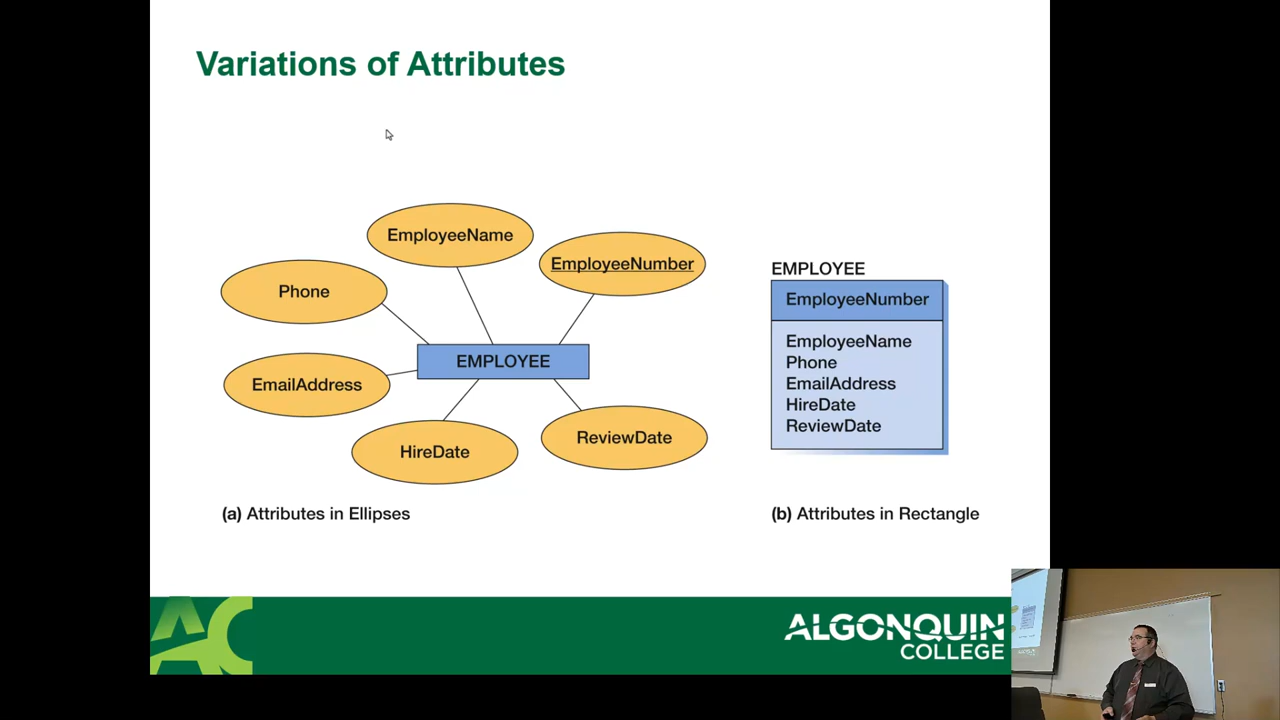 Variations of Attributes
EmployeeName
EmployeeNumber
Phone
EMPLOYEE
EmailAddress
HireDate
ReviewDate
(a) Attributes in Ellipses
EMPLOYEE
EmployeeNumber
EmployeeName
Phone
EmailAddress
HireDate
ReviewDate
(b) Attributes in Rectangle
AC
ALGONQUIN
COLLEGE